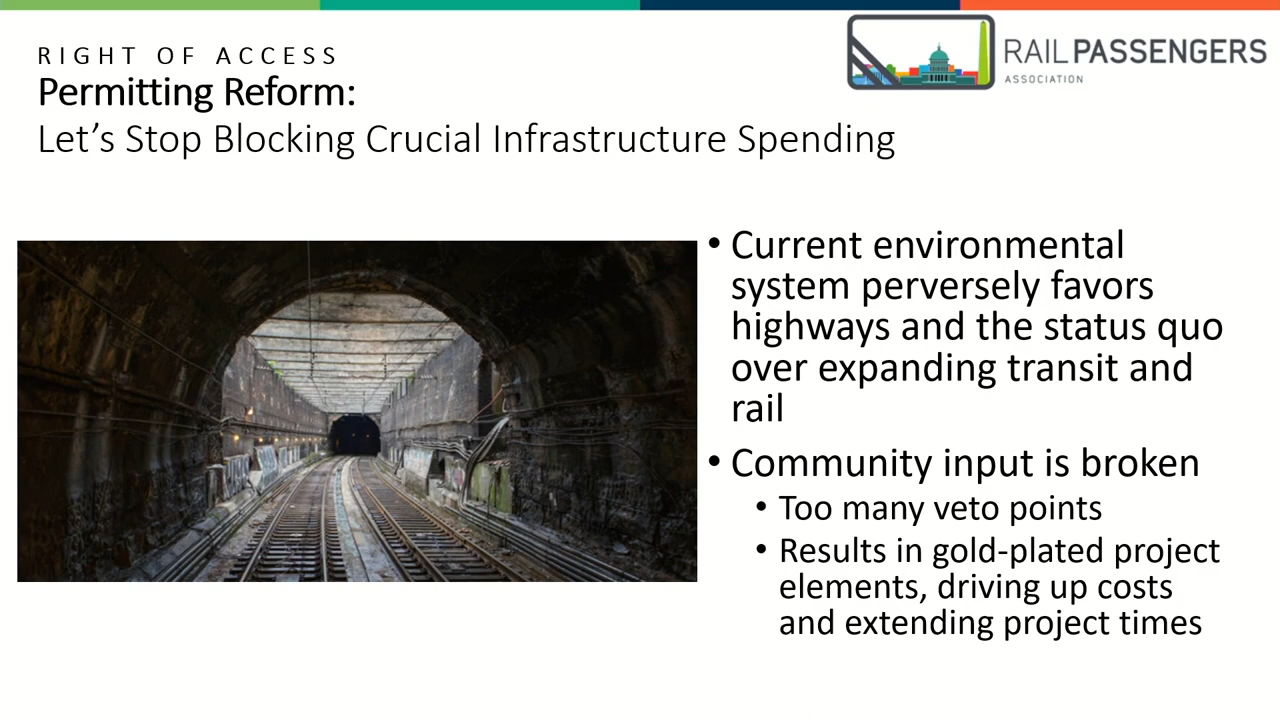 RIGHT OF ACCESS
Permitting Reform:
Let’s Stop Blocking Crucial Infrastructure Spending
RAILPASSENGERS
ASSOCIATION
• Current environmental
system perversely favors
highways and the status quo
over expanding transit and
rail
• Community input is broken
• Too many veto points
• Results in gold-plated project
elements, driving up costs
and extending project times